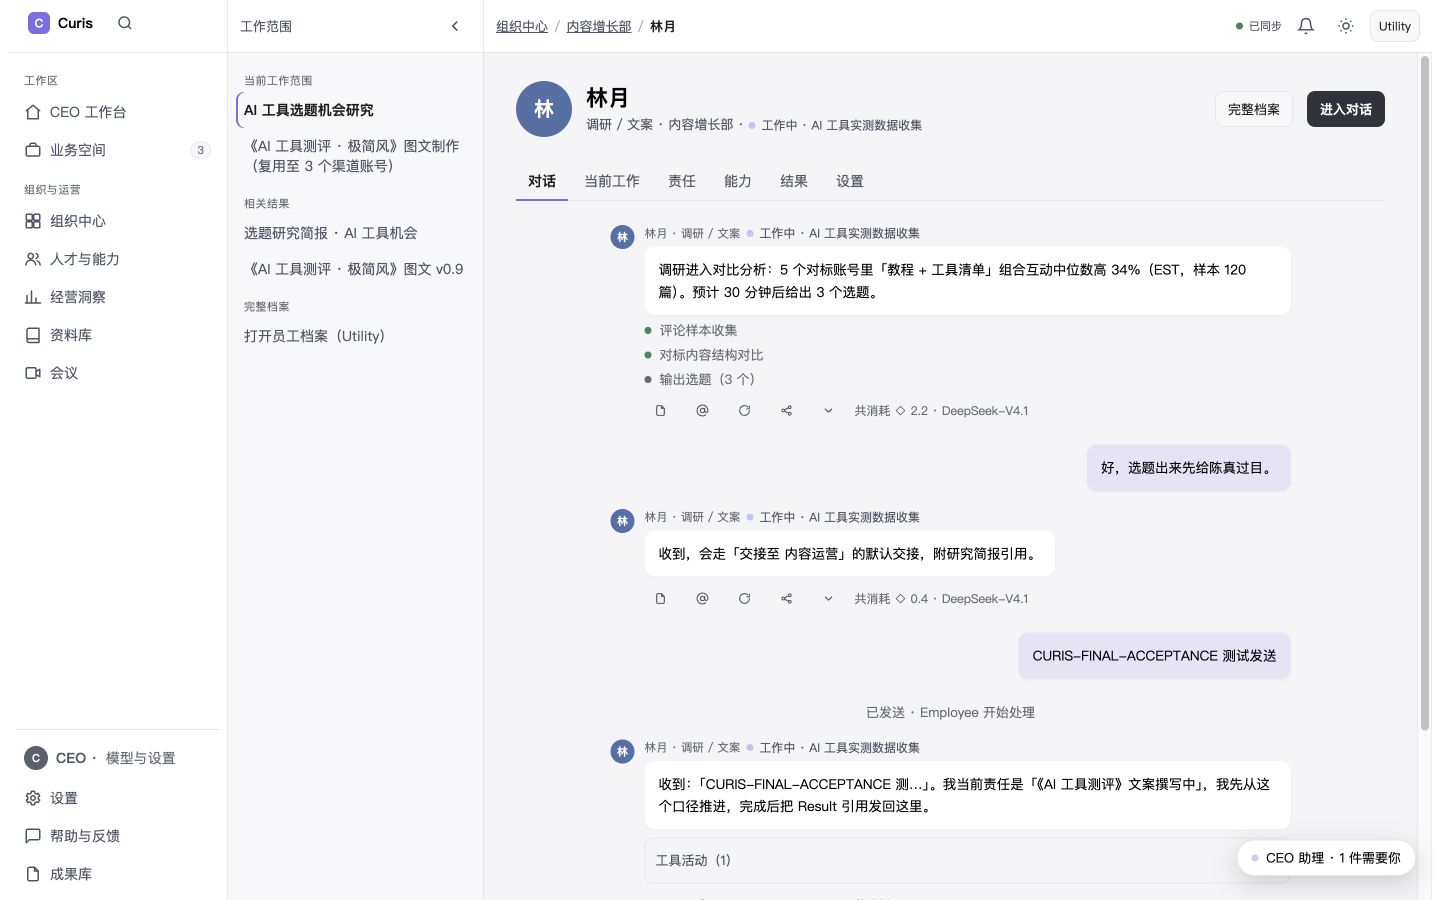 C Curis
工作区
CEO 工作台
业务空间 3
组织与运营
组织中心
人才与能力
经营洞察
资料库
会议
C CEO · 模型与设置
设置
帮助与反馈
成果库
工作范围
当前工作范围
AI 工具选题机会研究
《AI 工具测评 · 极简风》图文制作
（复用至 3 个渠道账号）
相关结果
选题研究简报 · AI 工具机会
《AI 工具测评 · 极简风》图文 v0.9
完整档案
打开员工档案（Utility）
组织中心 / 内容增长部 / 林月
已同步
Utility
林 林月
调研 / 文案 · 内容增长部 · 工作中 · AI 工具实测数据收集
完整档案
进入对话
对话 当前工作 责任 能力 结果 设置
林 林月 · 调研 / 文案 工作中 · AI 工具实测数据收集
调研进入对比分析：5 个对标账号里「教程 + 工具清单」组合互动中位数高 34%（EST，样本 120
篇）。预计 30 分钟后给出 3 个选题。
评论样本收集
对标内容结构对比
输出选题（3 个）
共消耗 ◇ 2.2 · DeepSeek-V4.1
好，选题出来先给陈真过目。
林 林月 · 调研 / 文案 工作中 · AI 工具实测数据收集
收到，会走「交接至 内容运营」的默认交接，附研究简报引用。
共消耗 ◇ 0.4 · DeepSeek-V4.1
CURIS-FINAL-ACCEPTANCE 测试发送
已发送 · Employee 开始处理
林 林月 · 调研 / 文案 工作中 · AI 工具实测数据收集
收到：「CURIS-FINAL-ACCEPTANCE 测…」。我当前责任是「《AI 工具测评》文案撰写中」，我先从这
个口径推进，完成后把 Result 引用发回这里。
工具活动（1）
CEO 助理 · 1 件需要你